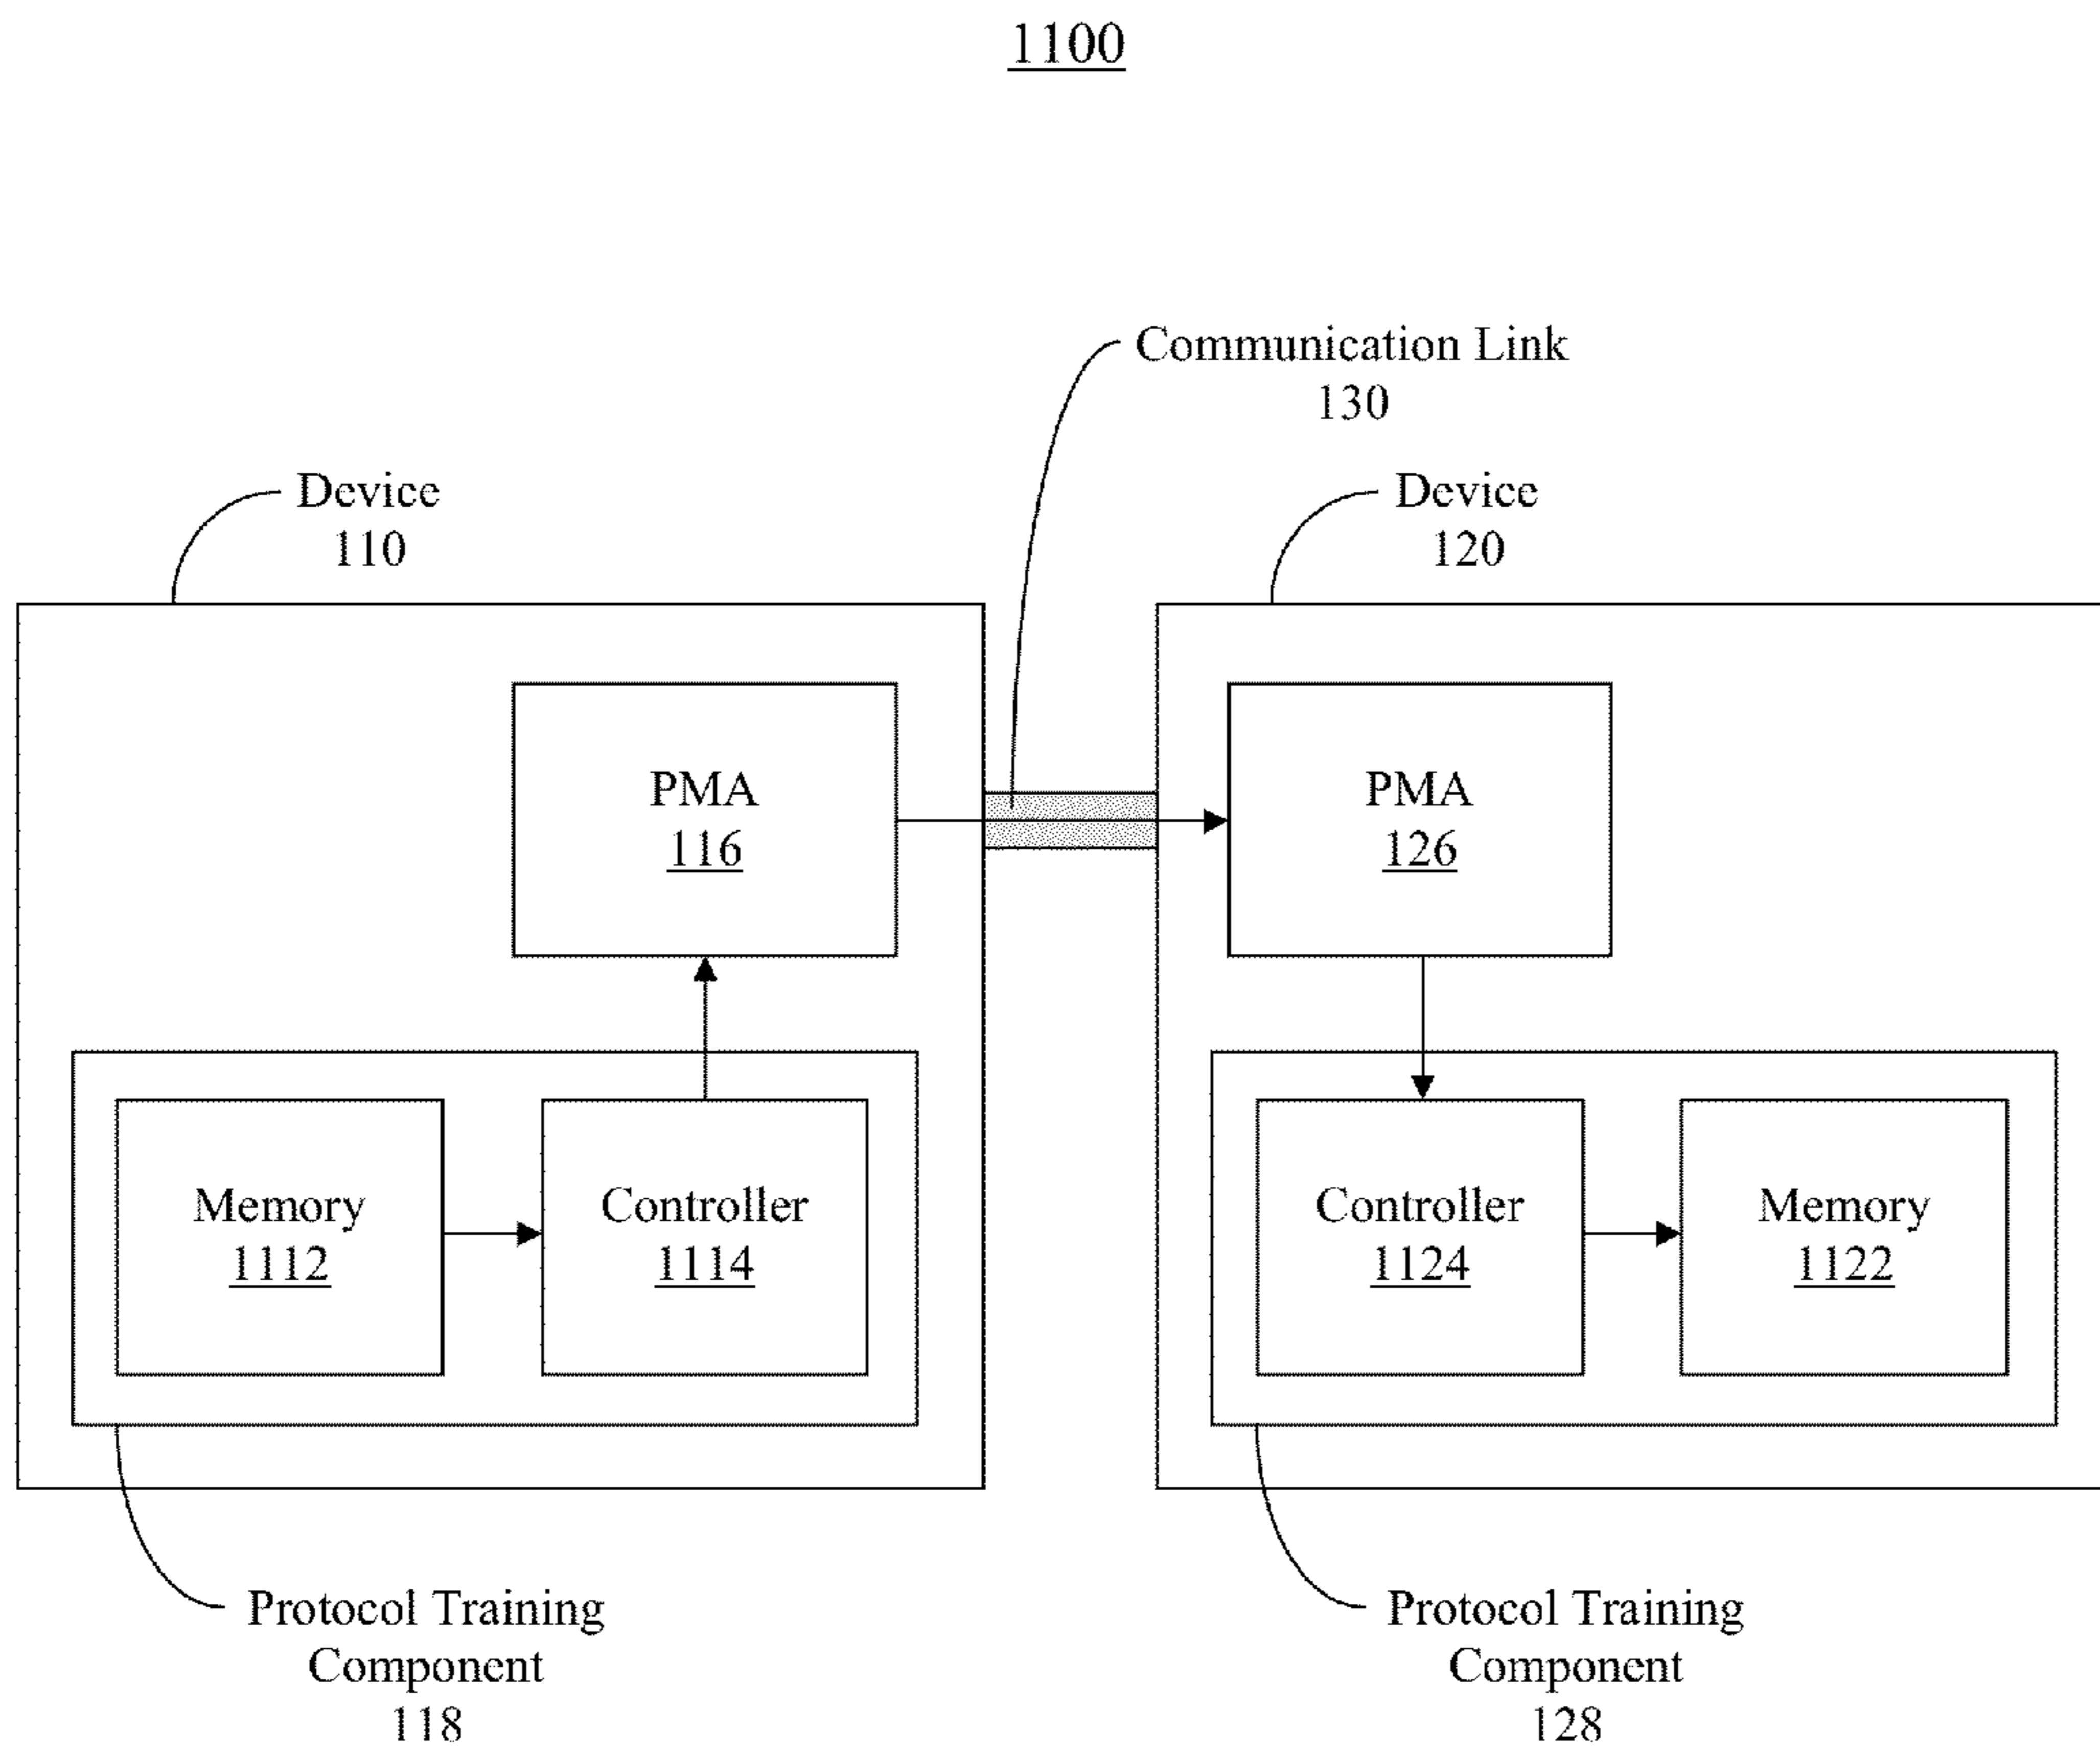 1100
Communication Link
130
Device
110
Device
120
PMA
116
PMA
126
Memory
1112
Controller
1114
Controller
1124
Memory
1122
Protocol Training
Component
118
Protocol Training
Component
128